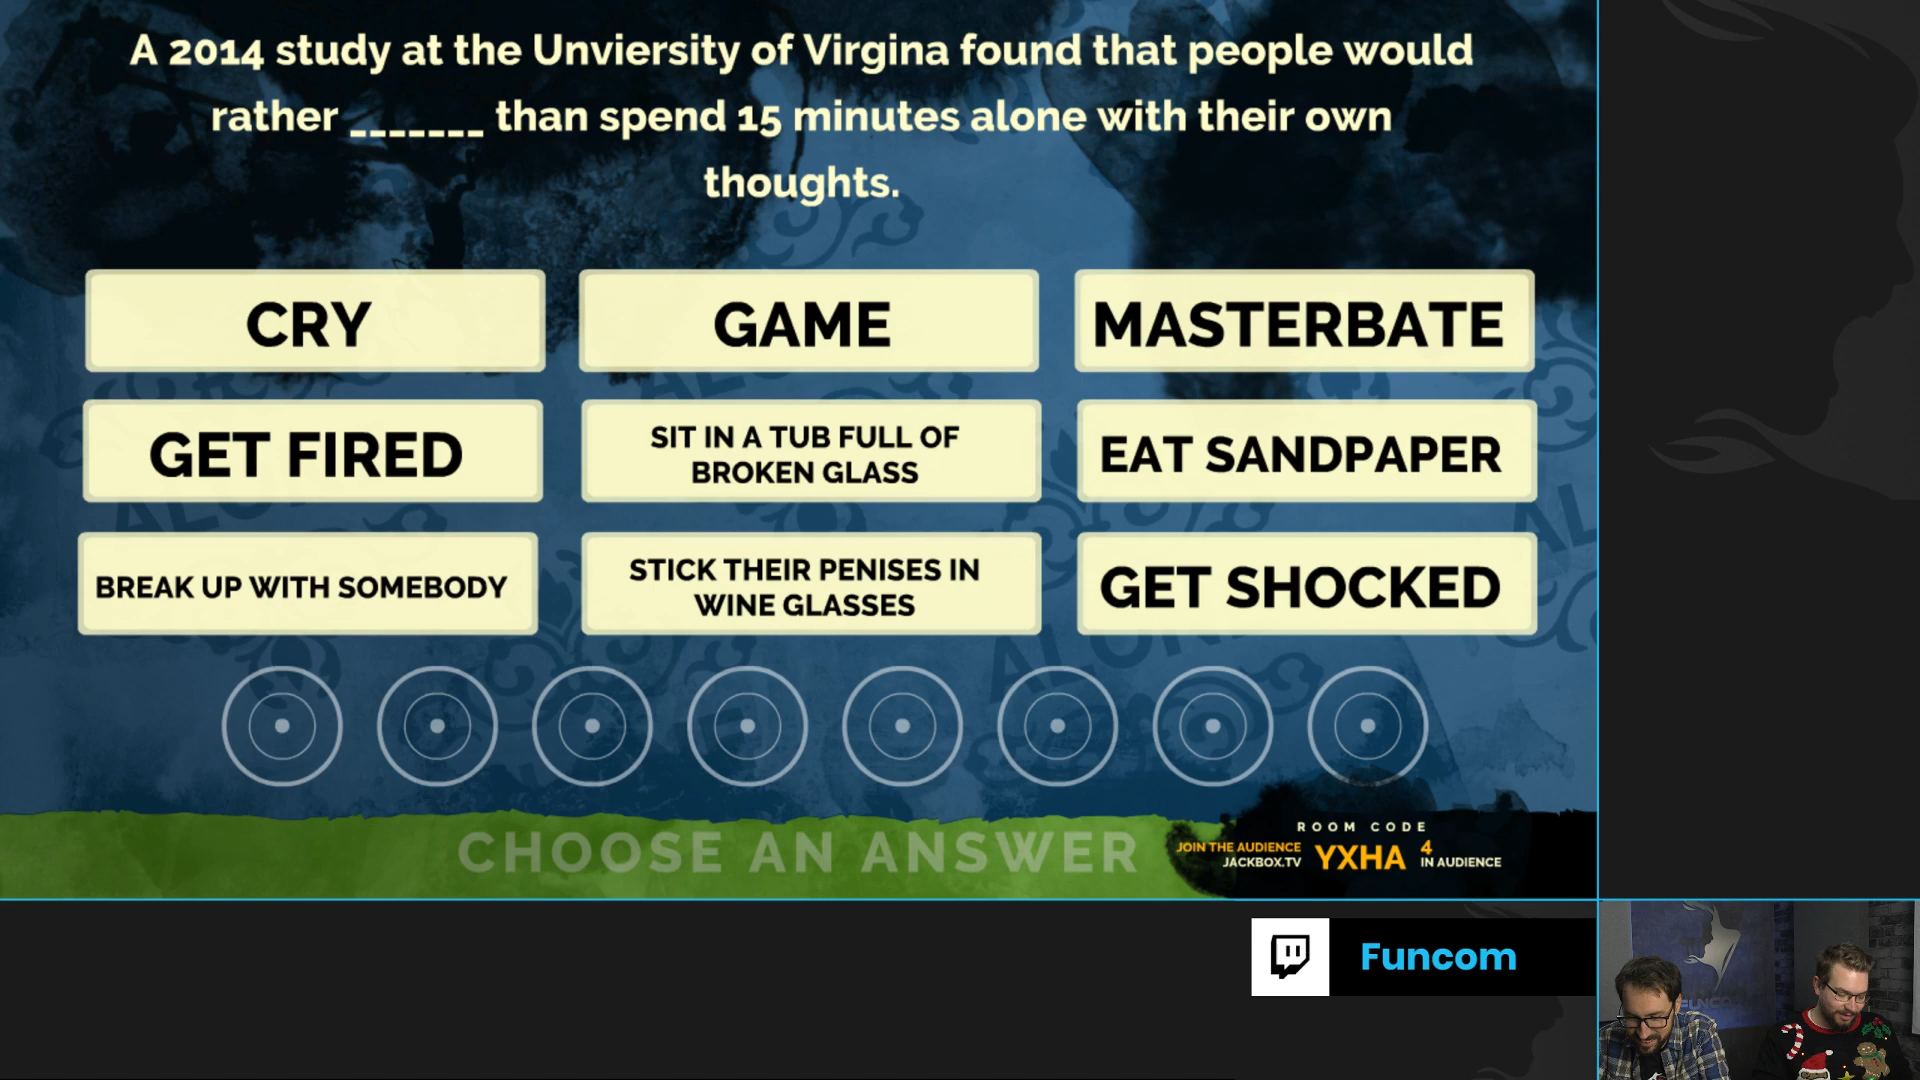 A 2014 study at the Unviersity of Virgina found that people would
rather _______ than spend 15 minutes alone with their own
thoughts.
CRY
GAME
MASTERBATE
GET FIRED
SIT IN A TUB FULL OF
BROKEN GLASS
EAT SANDPAPER
BREAK UP WITH SOMEBODY
STICK THEIR PENISES IN
WINE GLASSES
GET SHOCKED
CHOOSE AN ANSWER
ROOM CODE
JOIN THE AUDIENCE
JACKBOX.TV
YXHA
4
IN AUDIENCE
Funcom
FUNCOM
ALONE